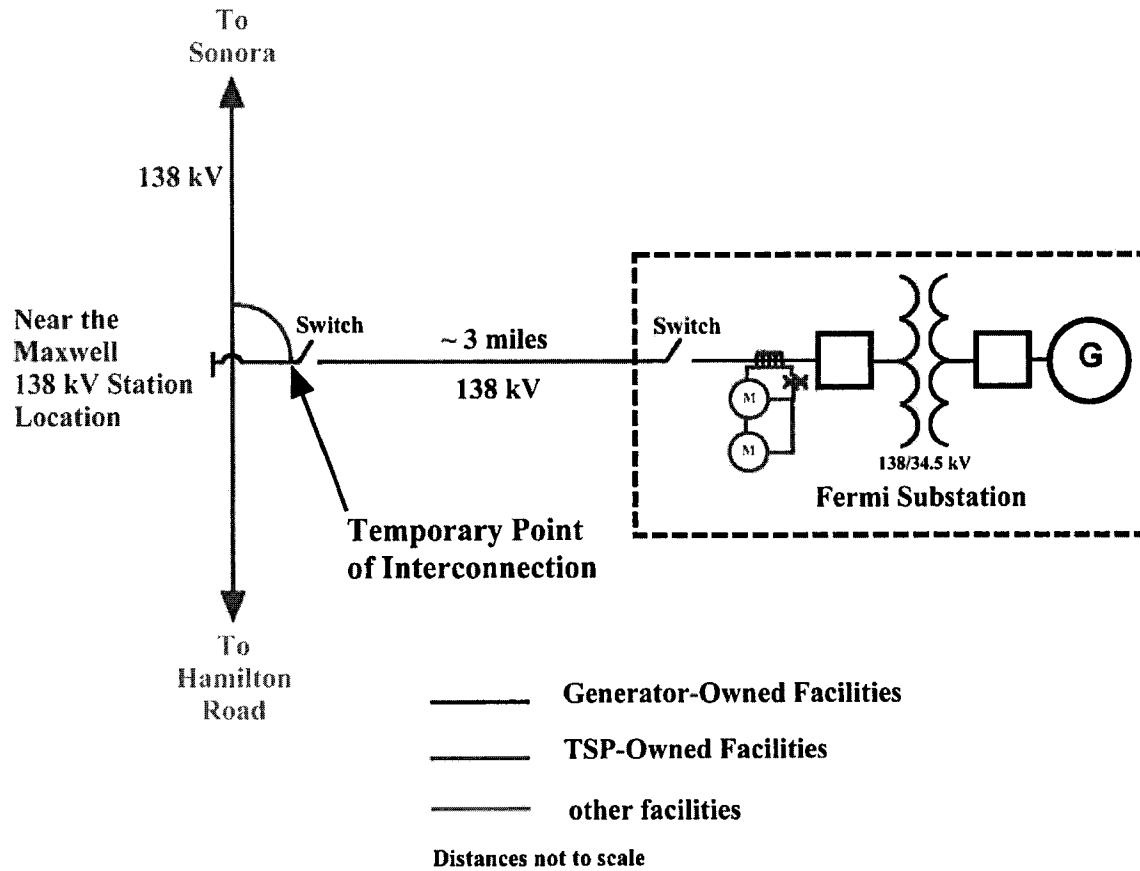 To
Sonora
138 kV
Near the
Maxwell
138 kV Station
Location
Switch
~ 3 miles
138 kV
Switch
M
M
G
138/34.5 kV
Fermi Substation
Temporary Point
of Interconnection
To
Hamilton
Road
Generator-Owned Facilities
TSP-Owned Facilities
other facilities
Distances not to scale